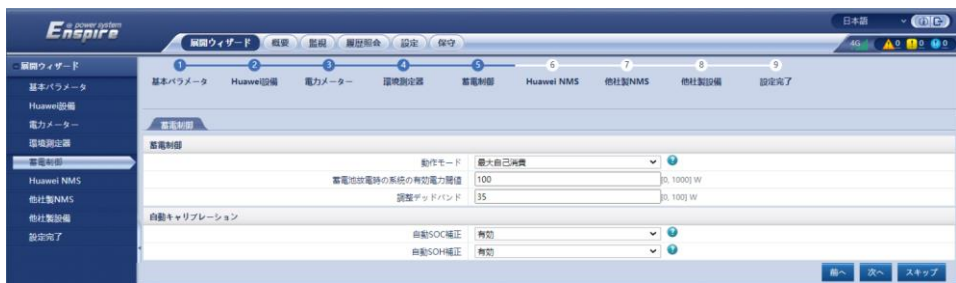 e power system
Enspire
日本語
展開ウィザード 概要 監視 履歴照会 設定 保守
4G 0 0 0
展開ウィザード
基本パラメータ
Huawei設備
電力メーター
環境測定器
蓄電制御
Huawei NMS
他社製NMS
他社製設備
設定完了
1 2 3 4 5 6 7 8 9
基本パラメータ Huawei設備 電力メーター 環境測定器 蓄電制御 Huawei NMS 他社製NMS 他社製設備 設定完了
蓄電制御
蓄電制御
動作モード 最大自己消費
蓄電池放電時の系統の有効電力閾値 100 [0, 1000] W
調整デッドバンド 35 [0, 100] W
自動キャリブレーション
自動SOC補正 有効
自動SOH補正 有効
前へ 次へ スキップ